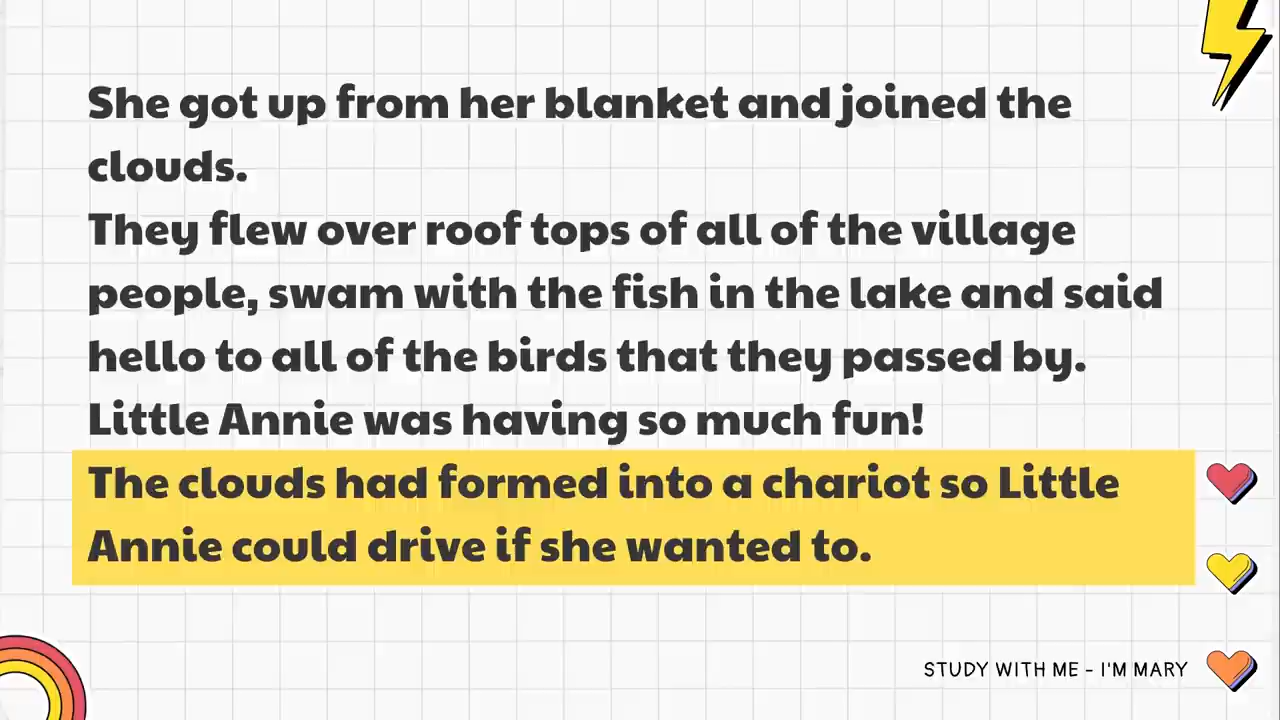 She got up from her blanket and joined the
clouds.
They flew over roof tops of all of the village
people, swam with the fish in the lake and said
hello to all of the birds that they passed by.
Little Annie was having so much fun!
The clouds had formed into a chariot so Little
Annie could drive if she wanted to.
STUDY WITH ME - I'M MARY